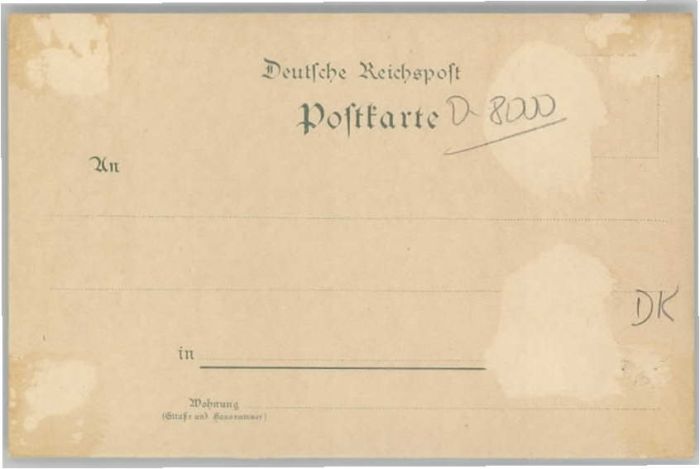 Deutsche Reichspost
Postkarte D-8000
An
DK
in
Wohnung
(Straße und Hausnummer)